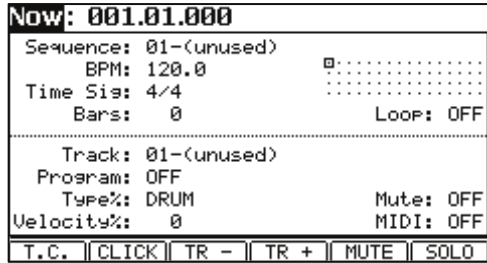 Now: 001.01.000
Sequence: 01-(unused)
BPM: 120.0
Time Sig: 4/4
Bars: 0 Loop: OFF
Track: 01-(unused)
Program: OFF
Type%: DRUM Mute: OFF
Velocity%: 0 MIDI: OFF
T.C. CLICK TR - TR + MUTE SOLO